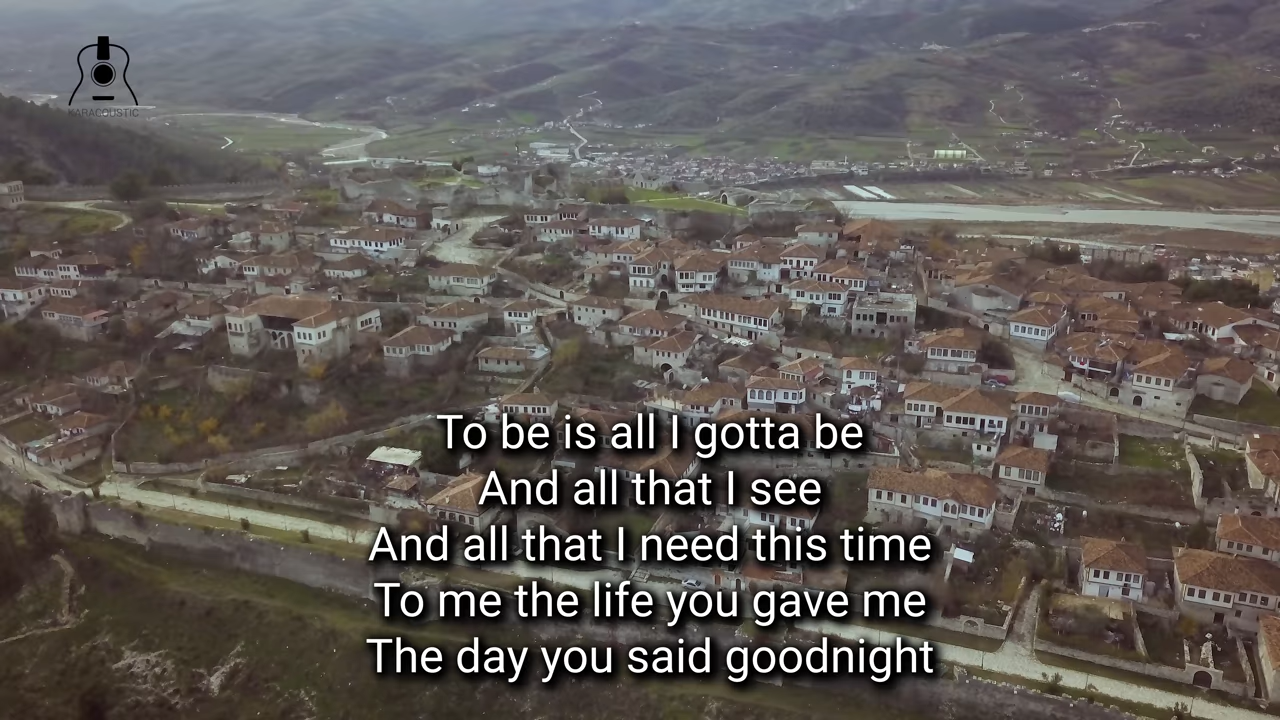 KARACOUSTIC
To be is all I gotta be
And all that I see
And all that I need this time
To me the life you gave me
The day you said goodnight